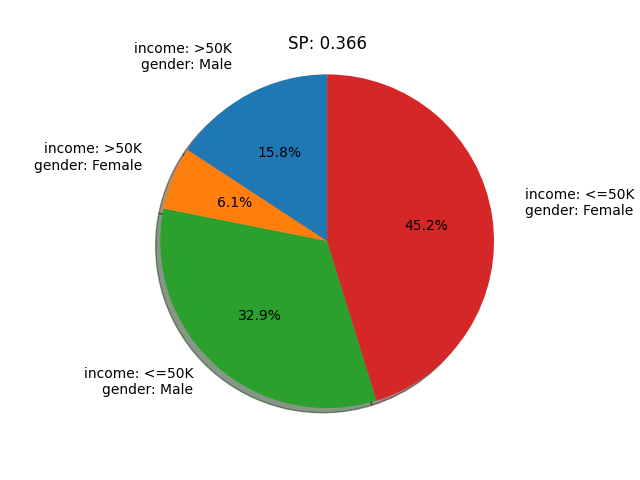 SP: 0.366
income: >50K
gender: Male
15.8%
income: >50K
gender: Female
6.1%
income: <=50K
gender: Female
45.2%
32.9%
income: <=50K
gender: Male